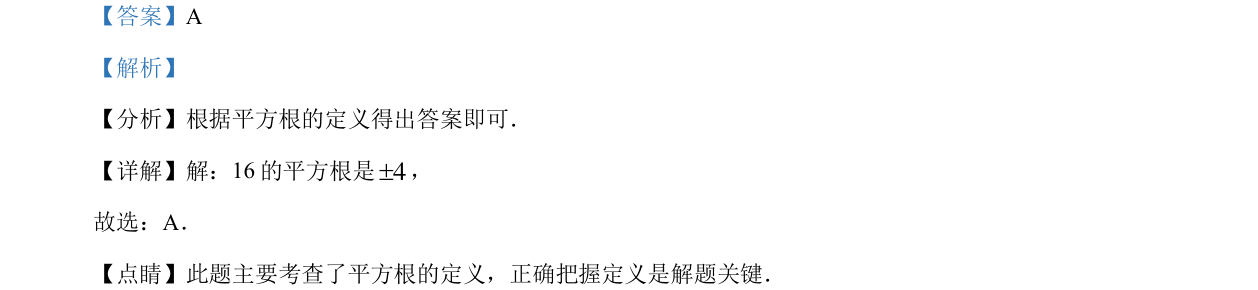 【答案】A
【解析】
【分析】根据平方根的定义得出答案即可．
【详解】解：16 的平方根是±4，
故选：A．
【点睛】此题主要考查了平方根的定义，正确把握定义是解题关键．